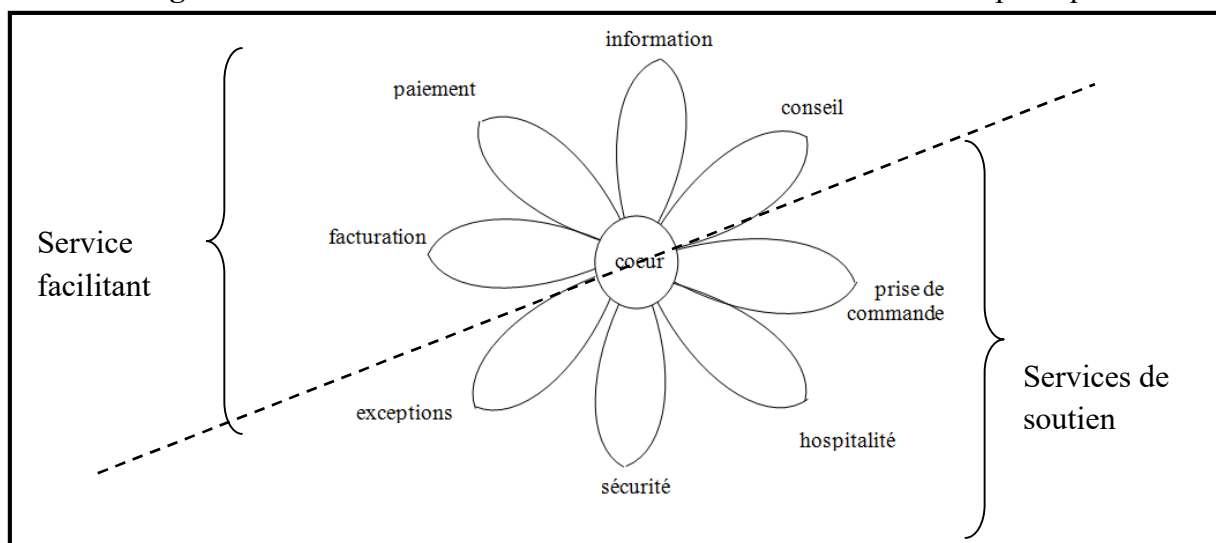 information
paiement
conseil
Service
facilitant
facturation
coeur
prise de
commande
Services de
soutien
exceptions
hospitalité
sécurité